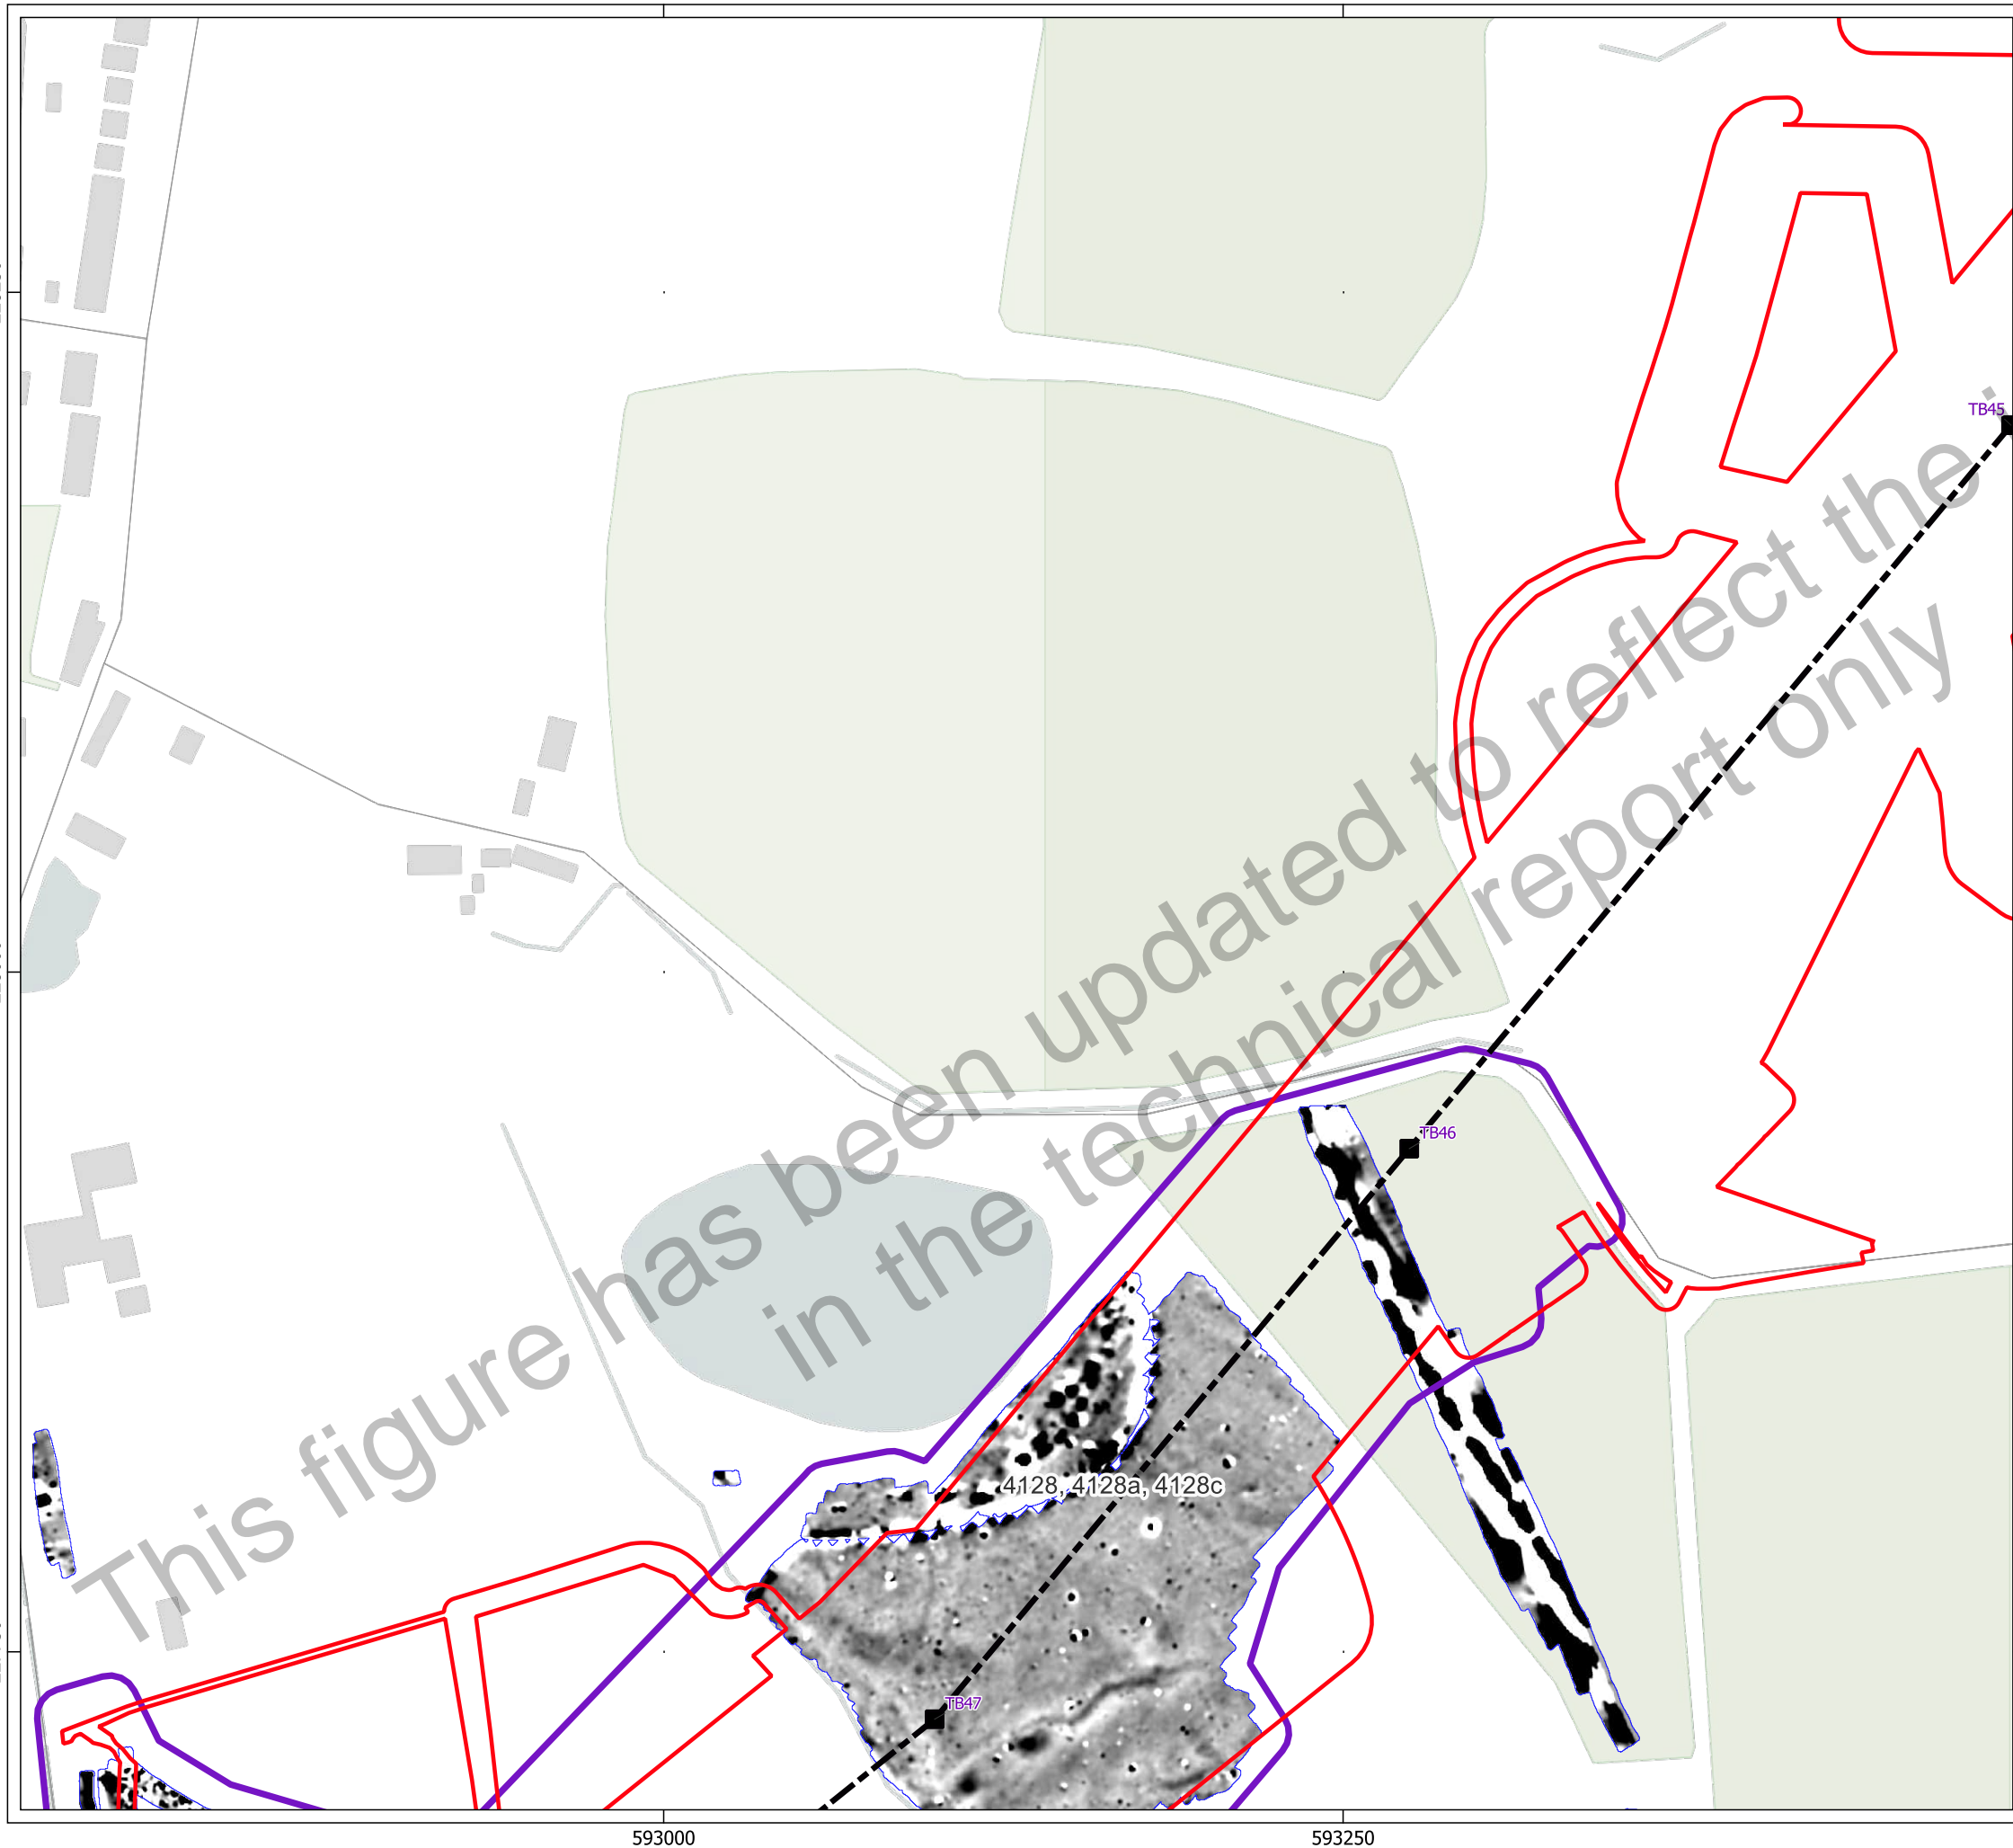 TB45
This figure has been updated to reflect the
in the technical report only
TB46
4128, 4128a, 4128c
TB47
593000
593250